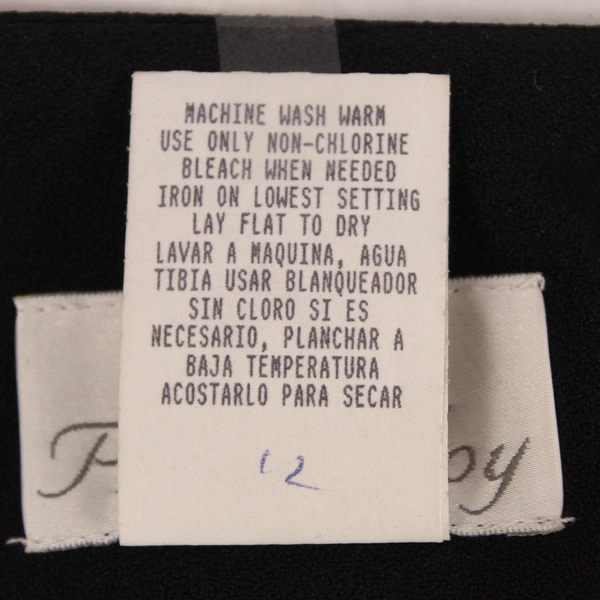 MACHINE WASH WARM
USE ONLY NON-CHLORINE
BLEACH WHEN NEEDED
IRON ON LOWEST SETTING
LAY FLAT TO DRY
LAVAR A MAQUINA, AGUA
TIBIA USAR BLANQUEADOR
SIN CLORO SI ES
NECESARIO, PLANCHAR A
BAJA TEMPERATURA
ACOSTARLO PARA SECAR
12